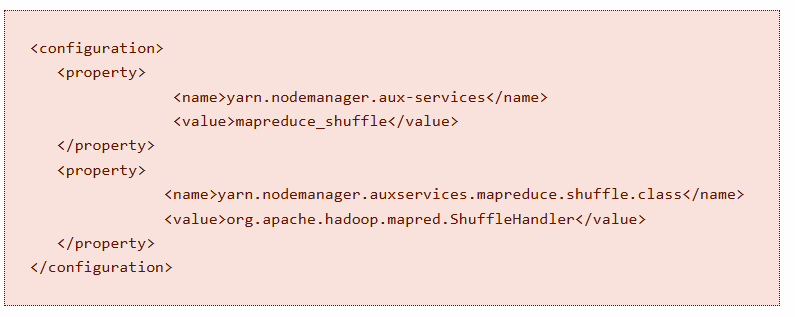 <configuration>
<property>
<name>yarn.nodemanager.aux-services</name>
<value>mapreduce_shuffle</value>
</property>
<property>
<name>yarn.nodemanager.auxservices.mapreduce.shuffle.class</name>
<value>org.apache.hadoop.mapred.ShuffleHandler</value>
</property>
</configuration>